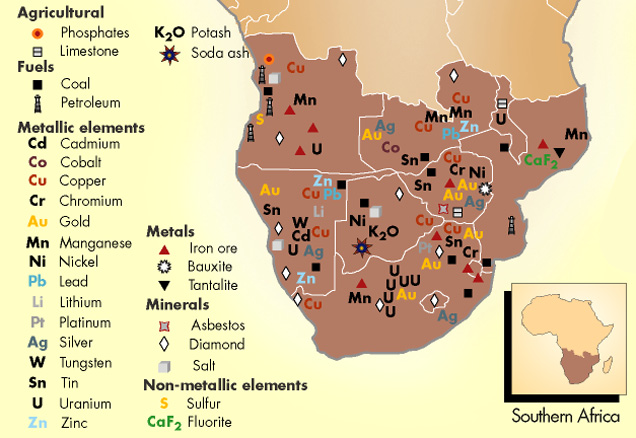 Agricultural
Phosphates
Limestone
Fuels
Coal
Petroleum
Metallic elements
Cd Cadmium
Co Cobalt
Cu Copper
Cr Chromium
Au Gold
Mn Manganese
Ni Nickel
Pb Lead
Li Lithium
Pt Platinum
Ag Silver
W Tungsten
Sn Tin
U Uranium
Zn Zinc
K2O Potash
Soda ash
Metals
Iron ore
Bauxite
Tantalite
Minerals
Asbestos
Diamond
Salt
Non-metallic elements
S Sulfur
CaF2 Fluorite
Cu
Mn
S
U
Cu
Mn
Mn
U
Au Ag Cu Pb Zn
Co
Sn
Sn
Mn
CaF2
Cu
Cr Ni
Au
Au
Ag
Au
Sn
Zn
Cu Pb
Li
W
Cd Cu
U Ag
Zn
Cu
Ni
K2O
Cu
Cu Au
Sn
Pt
Cr
Au
U
U U U U
U
U
U
Mn
Au
Ag
Southern Africa